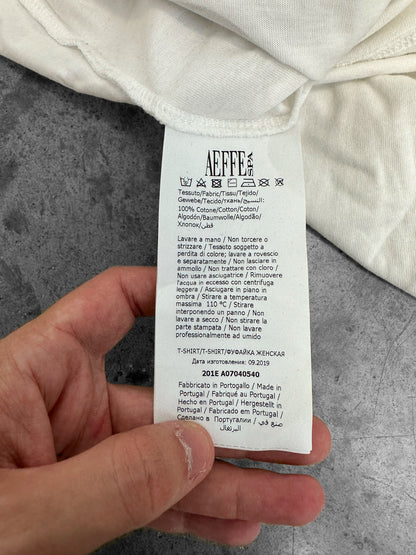 AEFFE SPA
Tessuto/Fabric/Tissu/Tejido/
Gewebe/Tecido/ткань/النسيج:
100% Cotone/Cotton/Coton/
Algodón/Baumwolle/Algodão/
Хлопок/قطن
Lavare a mano / Non torcere o
strizzare / Tessuto soggetto a
perdita di colore; lavare a rovescio
e separatamente / Non lasciare in
ammollo / Non trattare con cloro /
Non usare asciugatrice / Rimuovere
l'acqua in eccesso con centrifuga
leggera / Asciugare in piano in
ombra / Stirare a temperatura
massima 110 °C / Stirare
interponendo un panno / Non
lavare a secco / Non stirare la
parte stampata / Non lavare
professionalmente ad umido
T-SHIRT/T-SHIRT/ФУФАЙКА ЖЕНСКАЯ
Дата изготовления: 09.2019
201E A07040540
Fabbricato in Portogallo / Made in
Portugal / Fabriqué au Portugal /
Hecho en Portugal / Hergestellt in
Portugal / Fabricado em Portugal /
Сделано в Португалии / صنع في
البرتغال